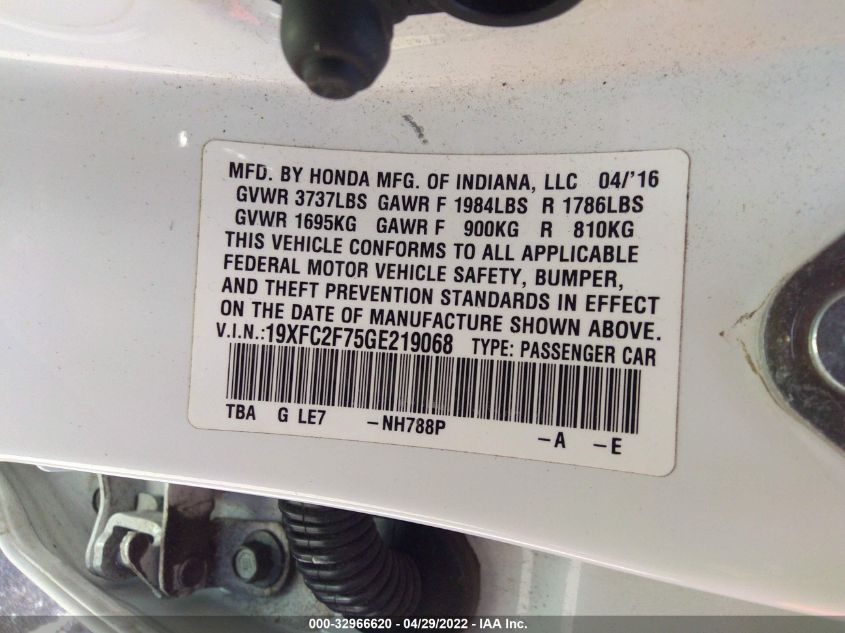 MFD. BY HONDA MFG. OF INDIANA, LLC 04/'16
GVWR 3737LBS GAWR F 1984LBS R 1786LBS
GVWR 1695KG GAWR F 900KG R 810KG
THIS VEHICLE CONFORMS TO ALL APPLICABLE
FEDERAL MOTOR VEHICLE SAFETY, BUMPER,
AND THEFT PREVENTION STANDARDS IN EFFECT
ON THE DATE OF MANUFACTURE SHOWN ABOVE.
V.I.N.:19XFC2F75GE219068 TYPE: PASSENGER CAR
TBA G LE7 -NH788P -A -E
000-32966620 - 04/29/2022 - IAA Inc.